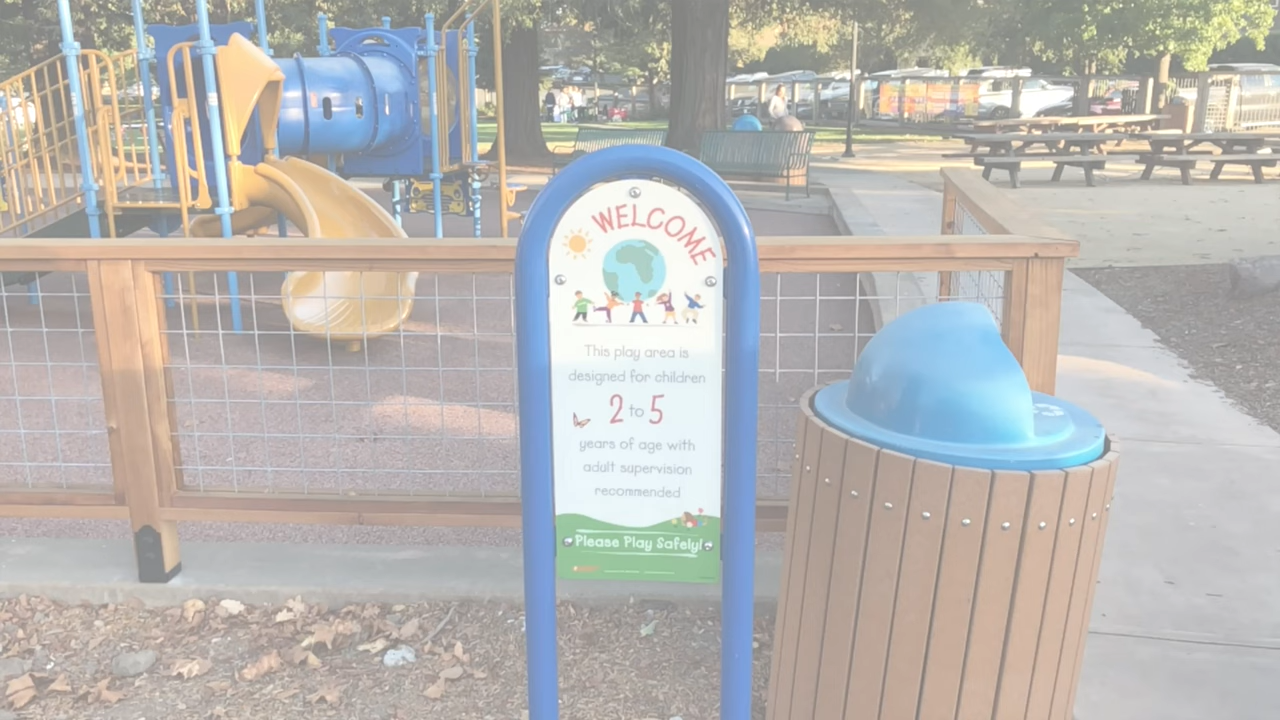 WELCOME
This play area is
designed for children
2 to 5
years of age with
adult supervision
recommended
Please Play Safely!